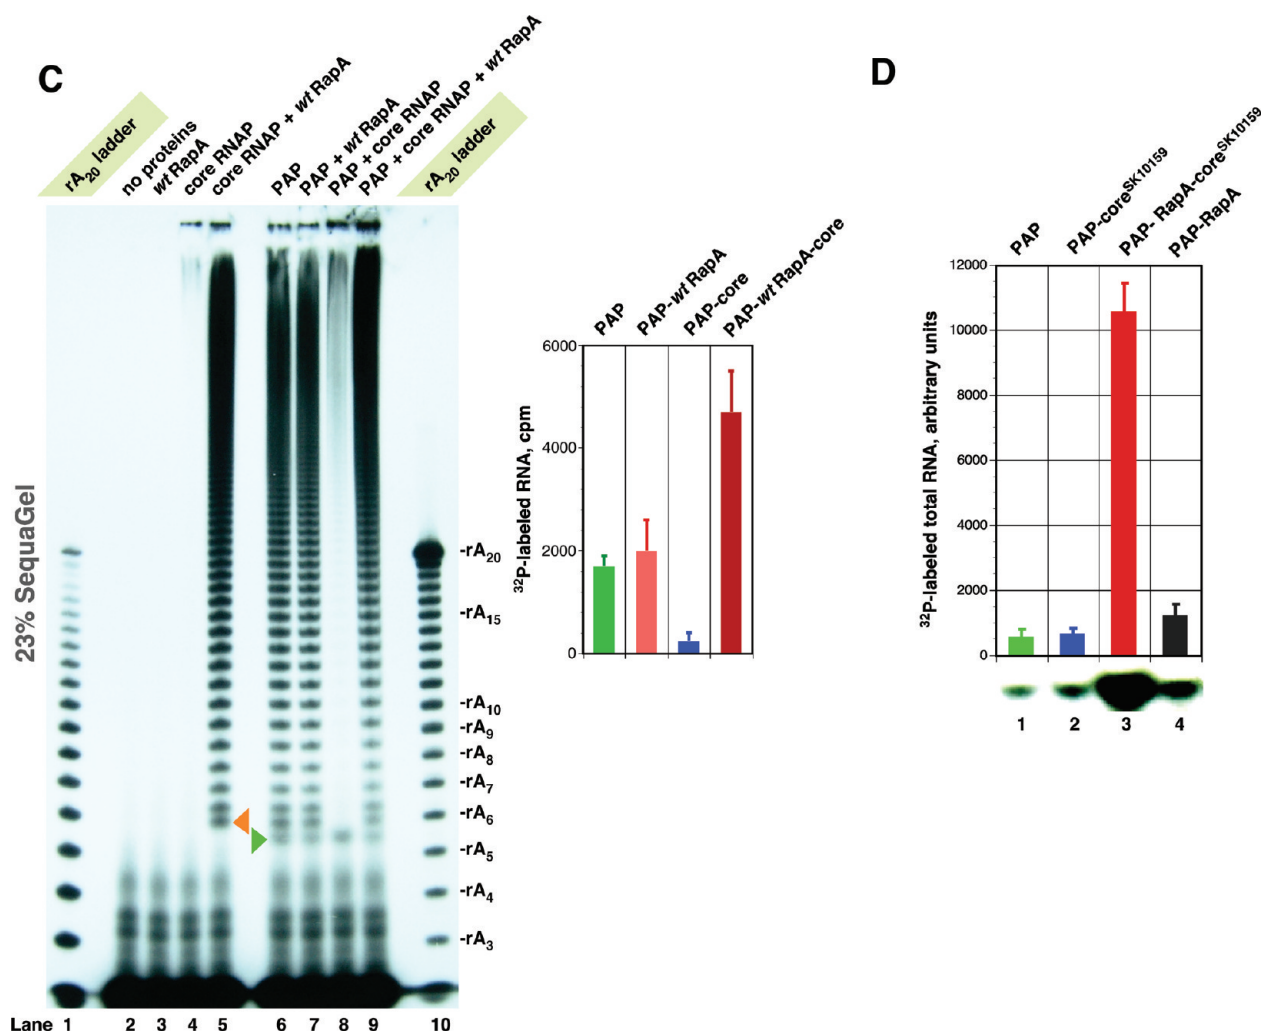 C
rA20 ladder
no proteins
wt RapA
core RNAP
core RNAP + wt RapA
PAP
PAP + wt RapA
PAP + core RNAP
PAP + core RNAP + wt RapA
rA20 ladder
23% SequaGel
-rA20
-rA15
-rA10
-rA9
-rA8
-rA7
-rA6
-rA5
-rA4
-rA3
Lane 1 2 3 4 5 6 7 8 9 10
PAP
PAP-wt RapA
PAP-core
PAP-wt RapA-core
32P-labeled RNA, cpm
6000
4000
2000
0
D
PAP
PAP-coreSK10159
PAP- RapA-coreSK10159
PAP-RapA
32P-labeled total RNA, arbitrary units
12000
10000
8000
6000
4000
2000
0
1 2 3 4